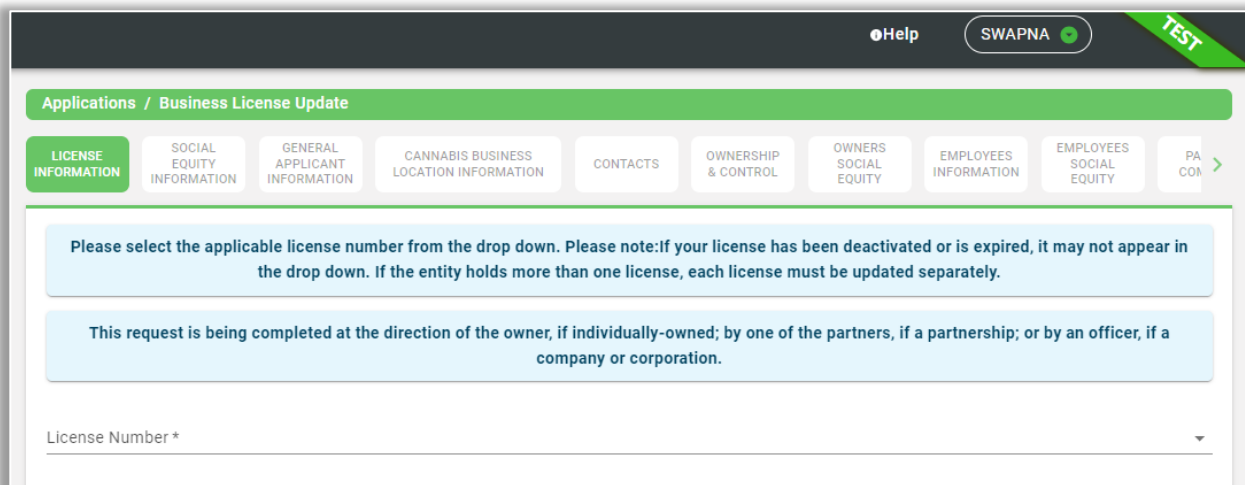 Help
SWAPNA
TEST
Applications / Business License Update
LICENSE
INFORMATION
SOCIAL
EQUITY
INFORMATION
GENERAL
APPLICANT
INFORMATION
CANNABIS BUSINESS
LOCATION INFORMATION
CONTACTS
OWNERSHIP
& CONTROL
OWNERS
SOCIAL
EQUITY
EMPLOYEES
INFORMATION
EMPLOYEES
SOCIAL
EQUITY
PA
Please select the applicable license number from the drop down. Please note:If your license has been deactivated or is expired, it may not appear in
the drop down. If the entity holds more than one license, each license must be updated separately.
This request is being completed at the direction of the owner, if individually-owned; by one of the partners, if a partnership; or by an officer, if a
company or corporation.
License Number *